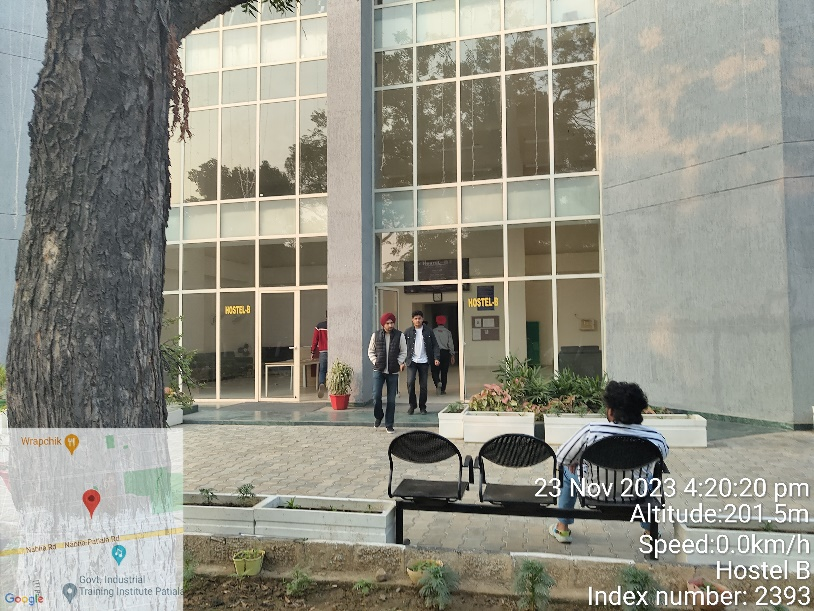 HOSTEL-B
HOSTEL-B
Wrapchik
Nabha Rd
Nabha-Patiala Rd
Govt. Industrial
Training Institute Patiala
Google
23 Nov 2023 4:20:20 pm
Altitude:201.5m
Speed:0.0km/h
Hostel B
Index number: 2393